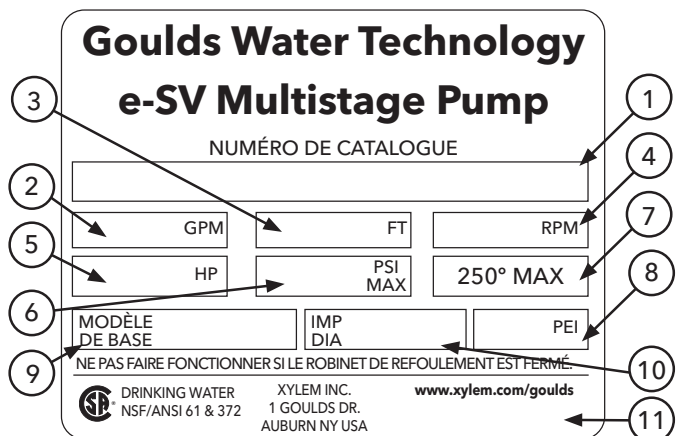 Goulds Water Technology
e-SV Multistage Pump
NUMÉRO DE CATALOGUE
3
1
2
4
GPM
FT
RPM
5
7
HP
PSI
MAX
250° MAX
6
8
MODÈLE
DE BASE
IMP
DIA
PEI
NE PAS FAIRE FONCTIONNER SI LE ROBINET DE REFOULEMENT EST FERMÉ.
9
10
SA ®
DRINKING WATER
NSF/ANSI 61 & 372
XYLEM INC.
1 GOULDS DR.
AUBURN NY USA
www.xylem.com/goulds
11